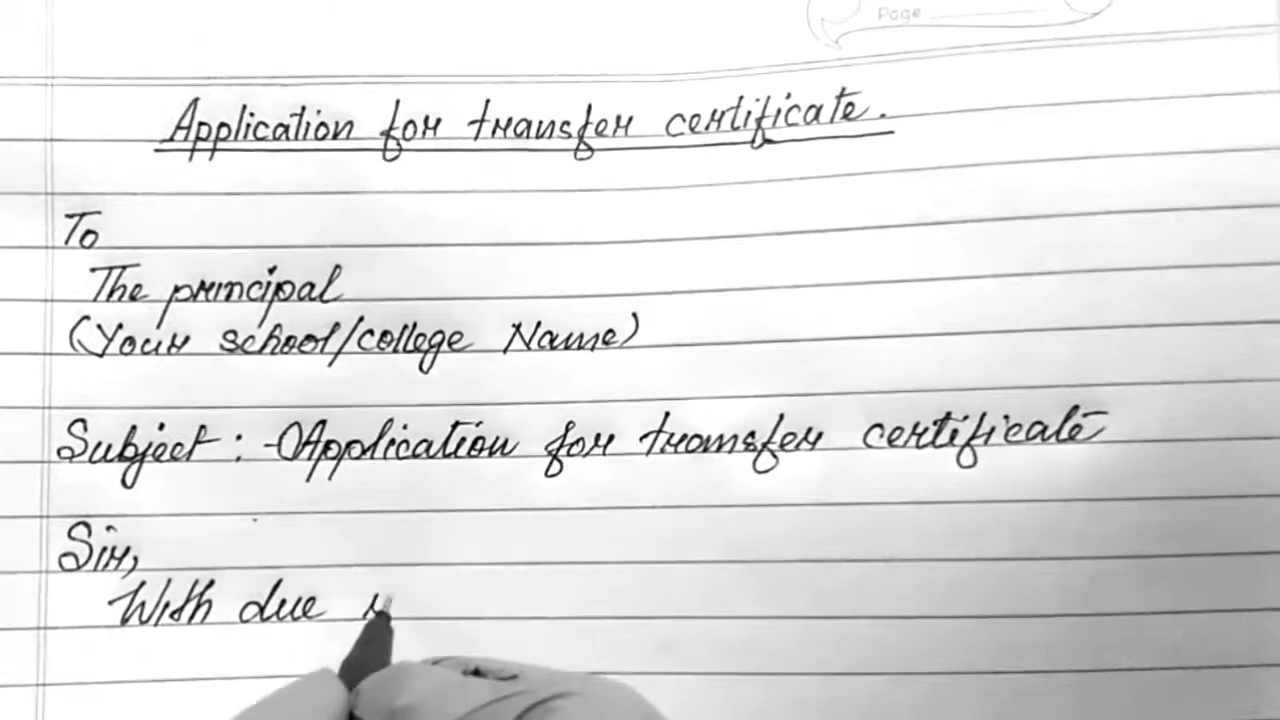 Page
Application for transfer certificate.
To
The principal
(Your school/college Name)
Subject: - Application for transfer certificate
Sir,
With due